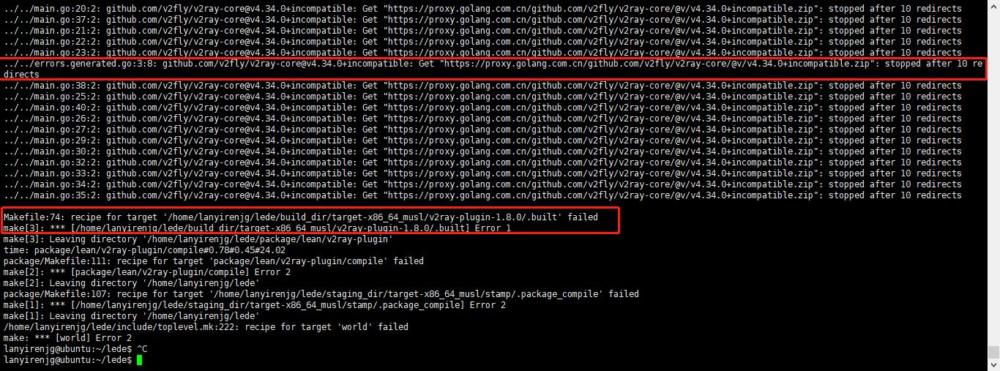 ../../main.go:20:2: github.com/v2fly/v2ray-core@v4.34.0+incompatible: Get "https://proxy.golang.com.cn/github.com/v2fly/v2ray-core/@v/v4.34.0+incompatible.zip": stopped after 10 redirects
../../main.go:37:2: github.com/v2fly/v2ray-core@v4.34.0+incompatible: Get "https://proxy.golang.com.cn/github.com/v2fly/v2ray-core/@v/v4.34.0+incompatible.zip": stopped after 10 redirects
../../main.go:21:2: github.com/v2fly/v2ray-core@v4.34.0+incompatible: Get "https://proxy.golang.com.cn/github.com/v2fly/v2ray-core/@v/v4.34.0+incompatible.zip": stopped after 10 redirects
../../main.go:22:2: github.com/v2fly/v2ray-core@v4.34.0+incompatible: Get "https://proxy.golang.com.cn/github.com/v2fly/v2ray-core/@v/v4.34.0+incompatible.zip": stopped after 10 redirects
../../main.go:23:2: github.com/v2fly/v2ray-core@v4.34.0+incompatible: Get "https://proxy.golang.com.cn/github.com/v2fly/v2ray-core/@v/v4.34.0+incompatible.zip": stopped after 10 redirects
../../errors.generated.go:3:8: github.com/v2fly/v2ray-core@v4.34.0+incompatible: Get "https://proxy.golang.com.cn/github.com/v2fly/v2ray-core/@v/v4.34.0+incompatible.zip": stopped after 10 re
directs
../../main.go:38:2: github.com/v2fly/v2ray-core@v4.34.0+incompatible: Get "https://proxy.golang.com.cn/github.com/v2fly/v2ray-core/@v/v4.34.0+incompatible.zip": stopped after 10 redirects
../../main.go:25:2: github.com/v2fly/v2ray-core@v4.34.0+incompatible: Get "https://proxy.golang.com.cn/github.com/v2fly/v2ray-core/@v/v4.34.0+incompatible.zip": stopped after 10 redirects
../../main.go:40:2: github.com/v2fly/v2ray-core@v4.34.0+incompatible: Get "https://proxy.golang.com.cn/github.com/v2fly/v2ray-core/@v/v4.34.0+incompatible.zip": stopped after 10 redirects
../../main.go:26:2: github.com/v2fly/v2ray-core@v4.34.0+incompatible: Get "https://proxy.golang.com.cn/github.com/v2fly/v2ray-core/@v/v4.34.0+incompatible.zip": stopped after 10 redirects
../../main.go:27:2: github.com/v2fly/v2ray-core@v4.34.0+incompatible: Get "https://proxy.golang.com.cn/github.com/v2fly/v2ray-core/@v/v4.34.0+incompatible.zip": stopped after 10 redirects
../../main.go:29:2: github.com/v2fly/v2ray-core@v4.34.0+incompatible: Get "https://proxy.golang.com.cn/github.com/v2fly/v2ray-core/@v/v4.34.0+incompatible.zip": stopped after 10 redirects
../../main.go:30:2: github.com/v2fly/v2ray-core@v4.34.0+incompatible: Get "https://proxy.golang.com.cn/github.com/v2fly/v2ray-core/@v/v4.34.0+incompatible.zip": stopped after 10 redirects
../../main.go:32:2: github.com/v2fly/v2ray-core@v4.34.0+incompatible: Get "https://proxy.golang.com.cn/github.com/v2fly/v2ray-core/@v/v4.34.0+incompatible.zip": stopped after 10 redirects
../../main.go:33:2: github.com/v2fly/v2ray-core@v4.34.0+incompatible: Get "https://proxy.golang.com.cn/github.com/v2fly/v2ray-core/@v/v4.34.0+incompatible.zip": stopped after 10 redirects
../../main.go:34:2: github.com/v2fly/v2ray-core@v4.34.0+incompatible: Get "https://proxy.golang.com.cn/github.com/v2fly/v2ray-core/@v/v4.34.0+incompatible.zip": stopped after 10 redirects
../../main.go:35:2: github.com/v2fly/v2ray-core@v4.34.0+incompatible: Get "https://proxy.golang.com.cn/github.com/v2fly/v2ray-core/@v/v4.34.0+incompatible.zip": stopped after 10 redirects
Makefile:74: recipe for target '/home/lanyirenjg/lede/build_dir/target-x86_64_musl/v2ray-plugin-1.8.0/.built' failed
make[3]: *** [/home/lanyirenjg/lede/build_dir/target-x86_64_musl/v2ray-plugin-1.8.0/.built] Error 1
make[3]: Leaving directory '/home/lanyirenjg/lede/package/lean/v2ray-plugin'
time: package/lean/v2ray-plugin/compile#0.78#0.45#24.02
package/Makefile:111: recipe for target 'package/lean/v2ray-plugin/compile' failed
make[2]: *** [package/lean/v2ray-plugin/compile] Error 2
make[2]: Leaving directory '/home/lanyirenjg/lede'
package/Makefile:107: recipe for target '/home/lanyirenjg/lede/staging_dir/target-x86_64_musl/stamp/.package_compile' failed
make[1]: *** [/home/lanyirenjg/lede/staging_dir/target-x86_64_musl/stamp/.package_compile] Error 2
make[1]: Leaving directory '/home/lanyirenjg/lede'
/home/lanyirenjg/lede/include/toplevel.mk:222: recipe for target 'world' failed
make: *** [world] Error 2
lanyirenjg@ubuntu:~/lede$ ^C
lanyirenjg@ubuntu:~/lede$